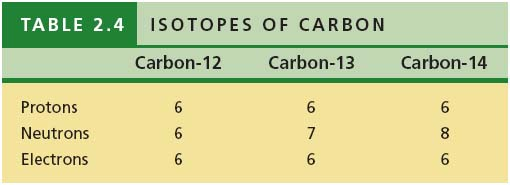 TABLE 2.4 ISOTOPES OF CARBON
Carbon-12 Carbon-13 Carbon-14
Protons 6 6 6
Neutrons 6 7 8
Electrons 6 6 6